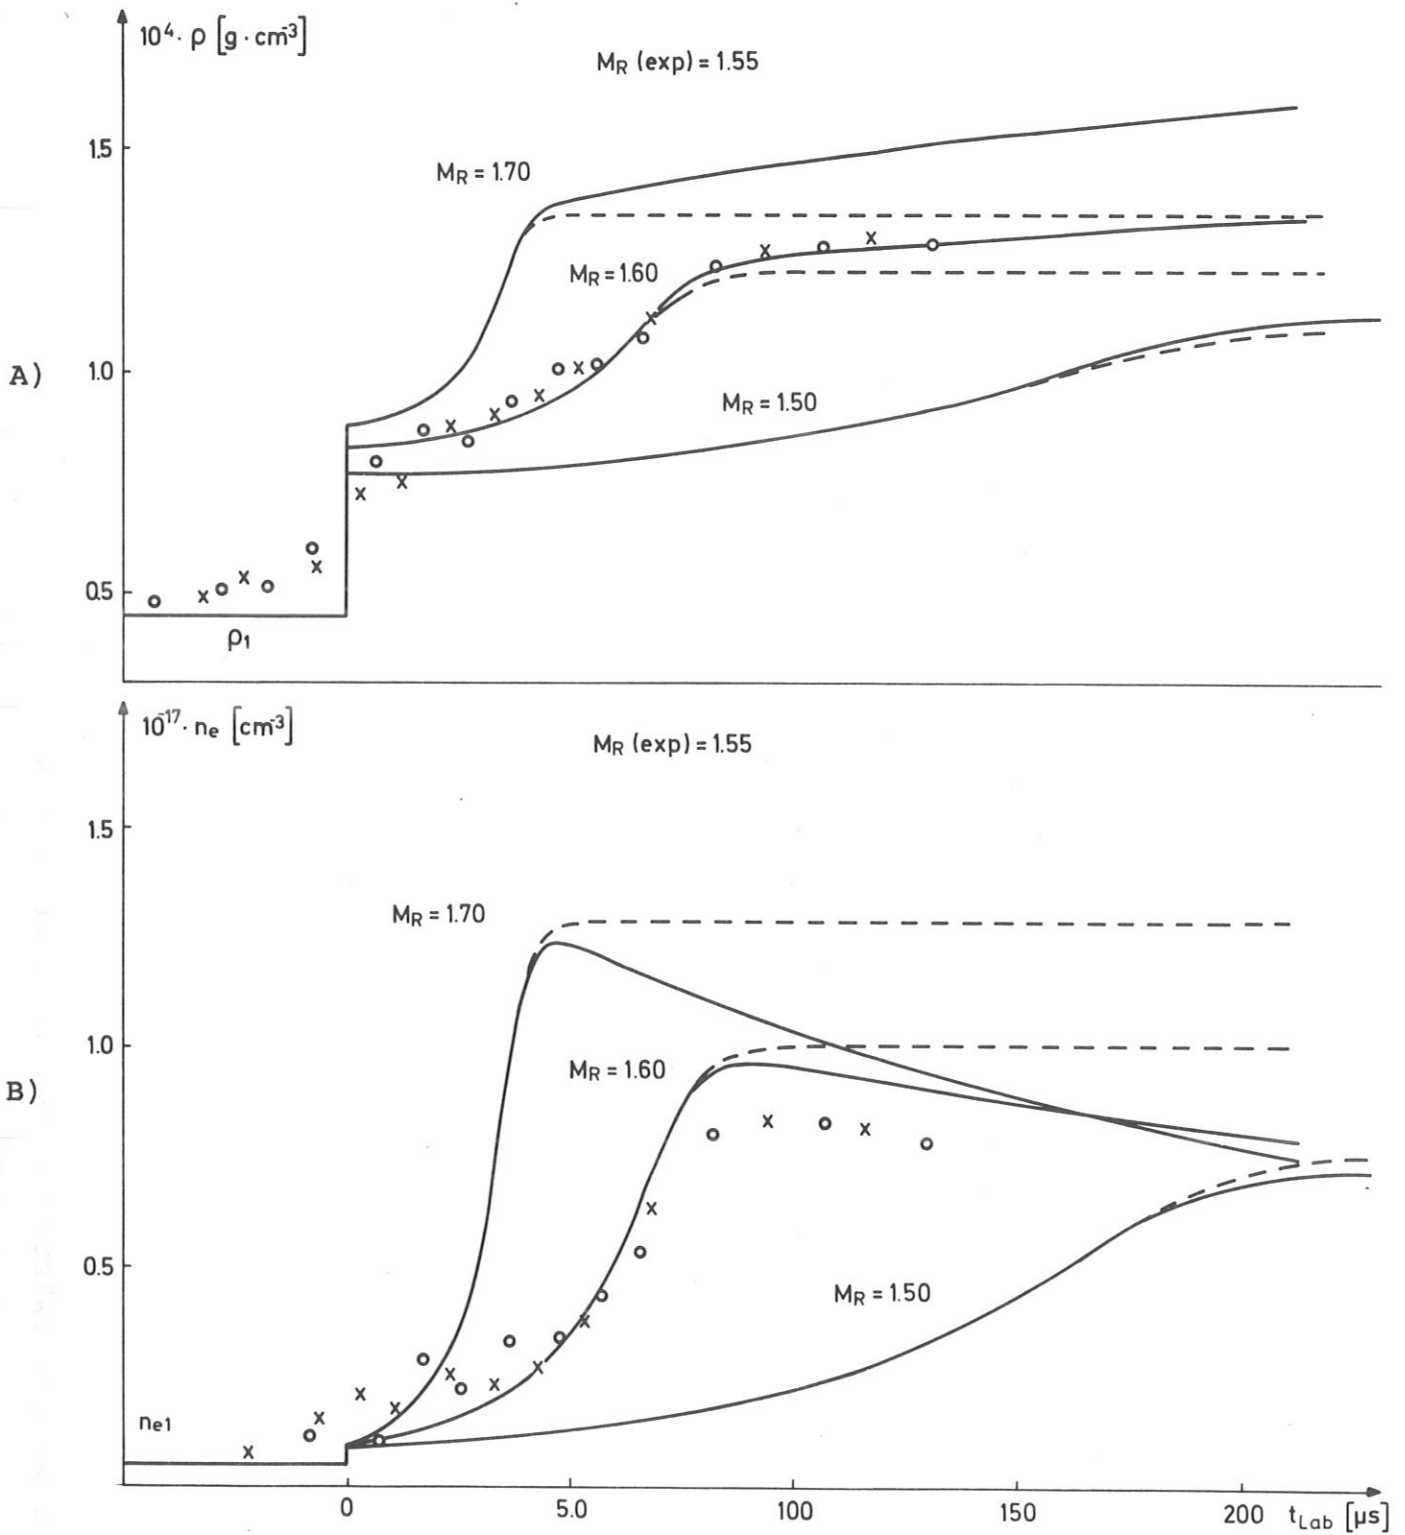 10⁴· ρ [g·cm⁻³]
M_R (exp) = 1.55
1.5
M_R = 1.70
M_R = 1.60
A)
1.0
M_R = 1.50
0.5
ρ₁
10⁻¹⁷· n_e [cm⁻³]
M_R (exp) = 1.55
1.5
M_R = 1.70
1.0
M_R = 1.60
B)
0.5
M_R = 1.50
n_e1
0 5.0 100 150 200 t_Lab [µs]